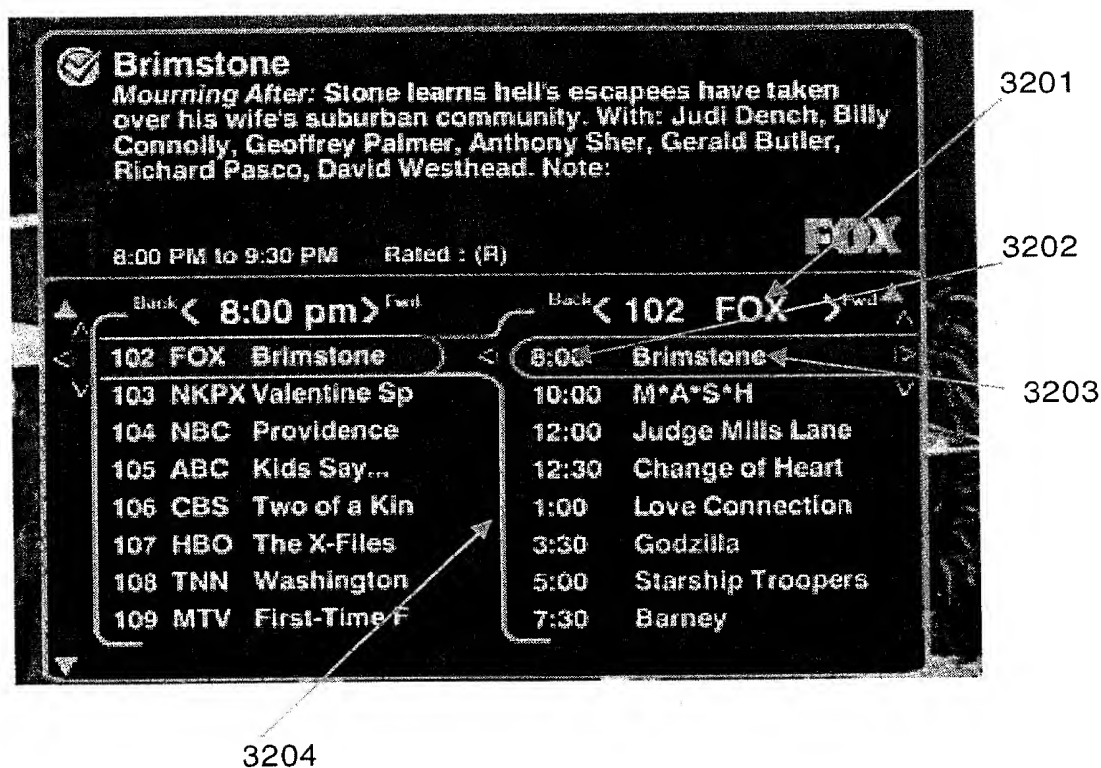 Brimstone
Mourning After: Stone learns hell's escapees have taken
over his wife's suburban community. With: Judi Dench, Billy
Connolly, Geoffrey Palmer, Anthony Sher, Gerald Butler,
Richard Pasco, David Westhead. Note:
FOX
8:00 PM to 9:30 PM Rated : (R)
Back < 8:00 pm > Fwd
Back < 102 FOX > Fwd
102 FOX Brimstone
103 NKPX Valentine Sp
104 NBC Providence
105 ABC Kids Say...
106 CBS Two of a Kin
107 HBO The X-Files
108 TNN Washington
109 MTV First-Time F
8:00 Brimstone
10:00 M*A*S*H
12:00 Judge Mills Lane
12:30 Change of Heart
1:00 Love Connection
3:30 Godzilla
5:00 Starship Troopers
7:30 Barney
3201
3202
3203
3204